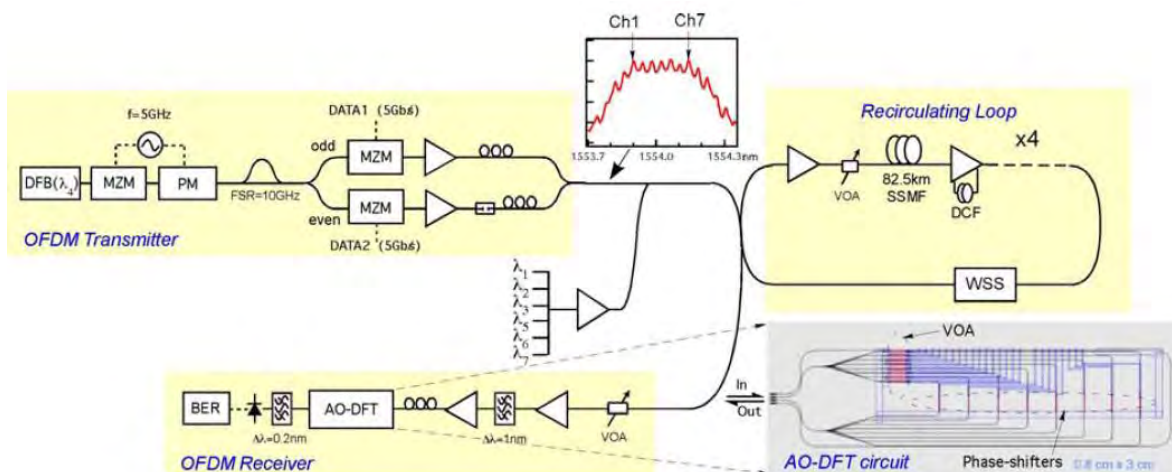 Ch1
Ch7
1553.7
1554.0
1554.3nm
f=5GHz
DFB(λ4)
MZM
PM
FSR=10GHz
odd
even
DATA1 (5Gb/s)
MZM
MZM
DATA2 (5Gb/s)
OFDM Transmitter
Recirculating Loop
x4
VOA
82.5km
SSMF
DCF
WSS
λ1
λ2
λ3
λ5
λ6
λ7
BER
Δλ=0.2nm
AO-DFT
Δλ=1nm
VOA
OFDM Receiver
In
Out
VOA
Phase-shifters
AO-DFT circuit